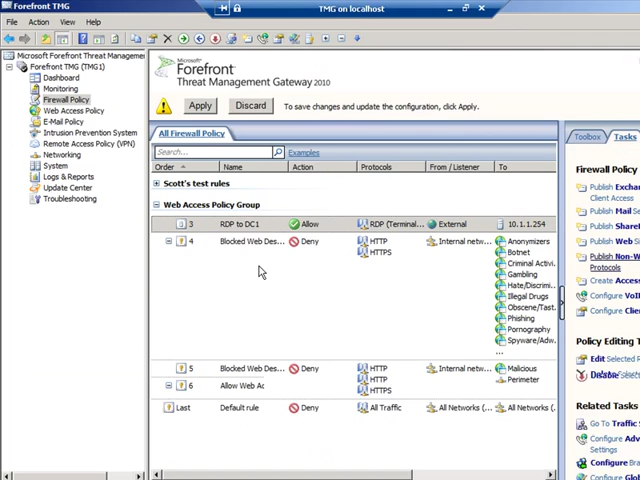 Forefront TMG
TMG on localhost
File Action View Help
Microsoft Forefront Threat Managemen
Forefront TMG (TMG1)
Dashboard
Monitoring
Firewall Policy
Web Access Policy
E-Mail Policy
Intrusion Prevention System
Remote Access Policy (VPN)
Networking
System
Logs & Reports
Update Center
Troubleshooting
Microsoft
Forefront
Threat Management Gateway 2010
Apply Discard To save changes and update the configuration, click Apply.
All Firewall Policy
Search... Examples
Order Name Action Protocols From / Listener To
Scott's test rules
Web Access Policy Group
3 RDP to DC1 Allow RDP (Terminal... External 10.1.1.254
4 Blocked Web Des... Deny HTTP Internal netw... Anonymizers
HTTPS Botnet
Criminal Activi...
Gambling
Hate/Discrimi...
Illegal Drugs
Obscene/Tast...
Phishing
Pornography
Spyware/Adw...
...
5 Blocked Web Des... Deny HTTP Internal netw... Malicious
HTTP Perimeter
6 Allow Web Ac
HTTPS
Last Default rule Deny All Traffic All Networks (... All Networks (..
Toolbox Tasks
Firewall Policy
Publish Exchan
Client Access
Publish Mail Se
Publish ShareP
Publish Web Si
Publish Non-W
Protocols
Create Access
Configure VoI
Configure Clie
Policy Editing T
Edit Selected R
Related Tasks
Go To Traffic S
Configure Adv
Settings
Configure Bra
Configure Glob